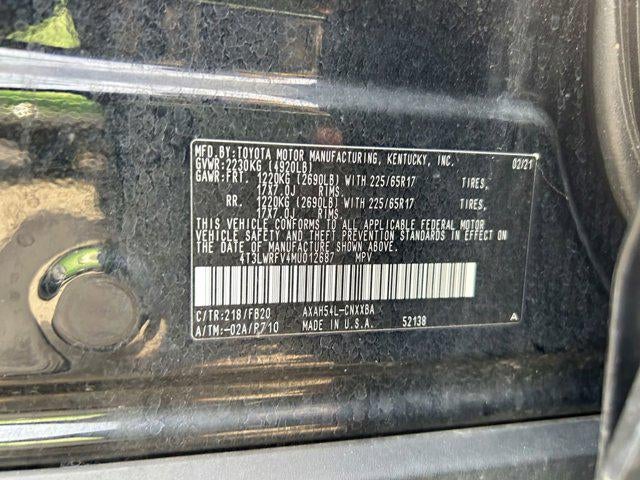 MFD.BY:TOYOTA MOTOR MANUFACTURING, KENTUCKY, INC. 02/21
GVWR:2230KG (4920LB)
GAWR:FRT. 1220KG (2690LB) WITH 225/65R17 TIRES,
17X7.0J RIMS.
RR. 1220KG (2690LB) WITH 225/65R17 TIRES,
17X7.0J RIMS.
THIS VEHICLE CONFORMS TO ALL APPLICABLE FEDERAL MOTOR
VEHICLE SAFETY AND THEFT PREVENTION STANDARDS IN EFFECT ON
THE DATE OF MANUFACTURE SHOWN ABOVE.
4T3LWRFV4MU012687 MPV
C/TR:218/FB20 AXAH54L-CNXXBA
A/TM:-02A/P710 MADE IN U.S.A. 52138 A